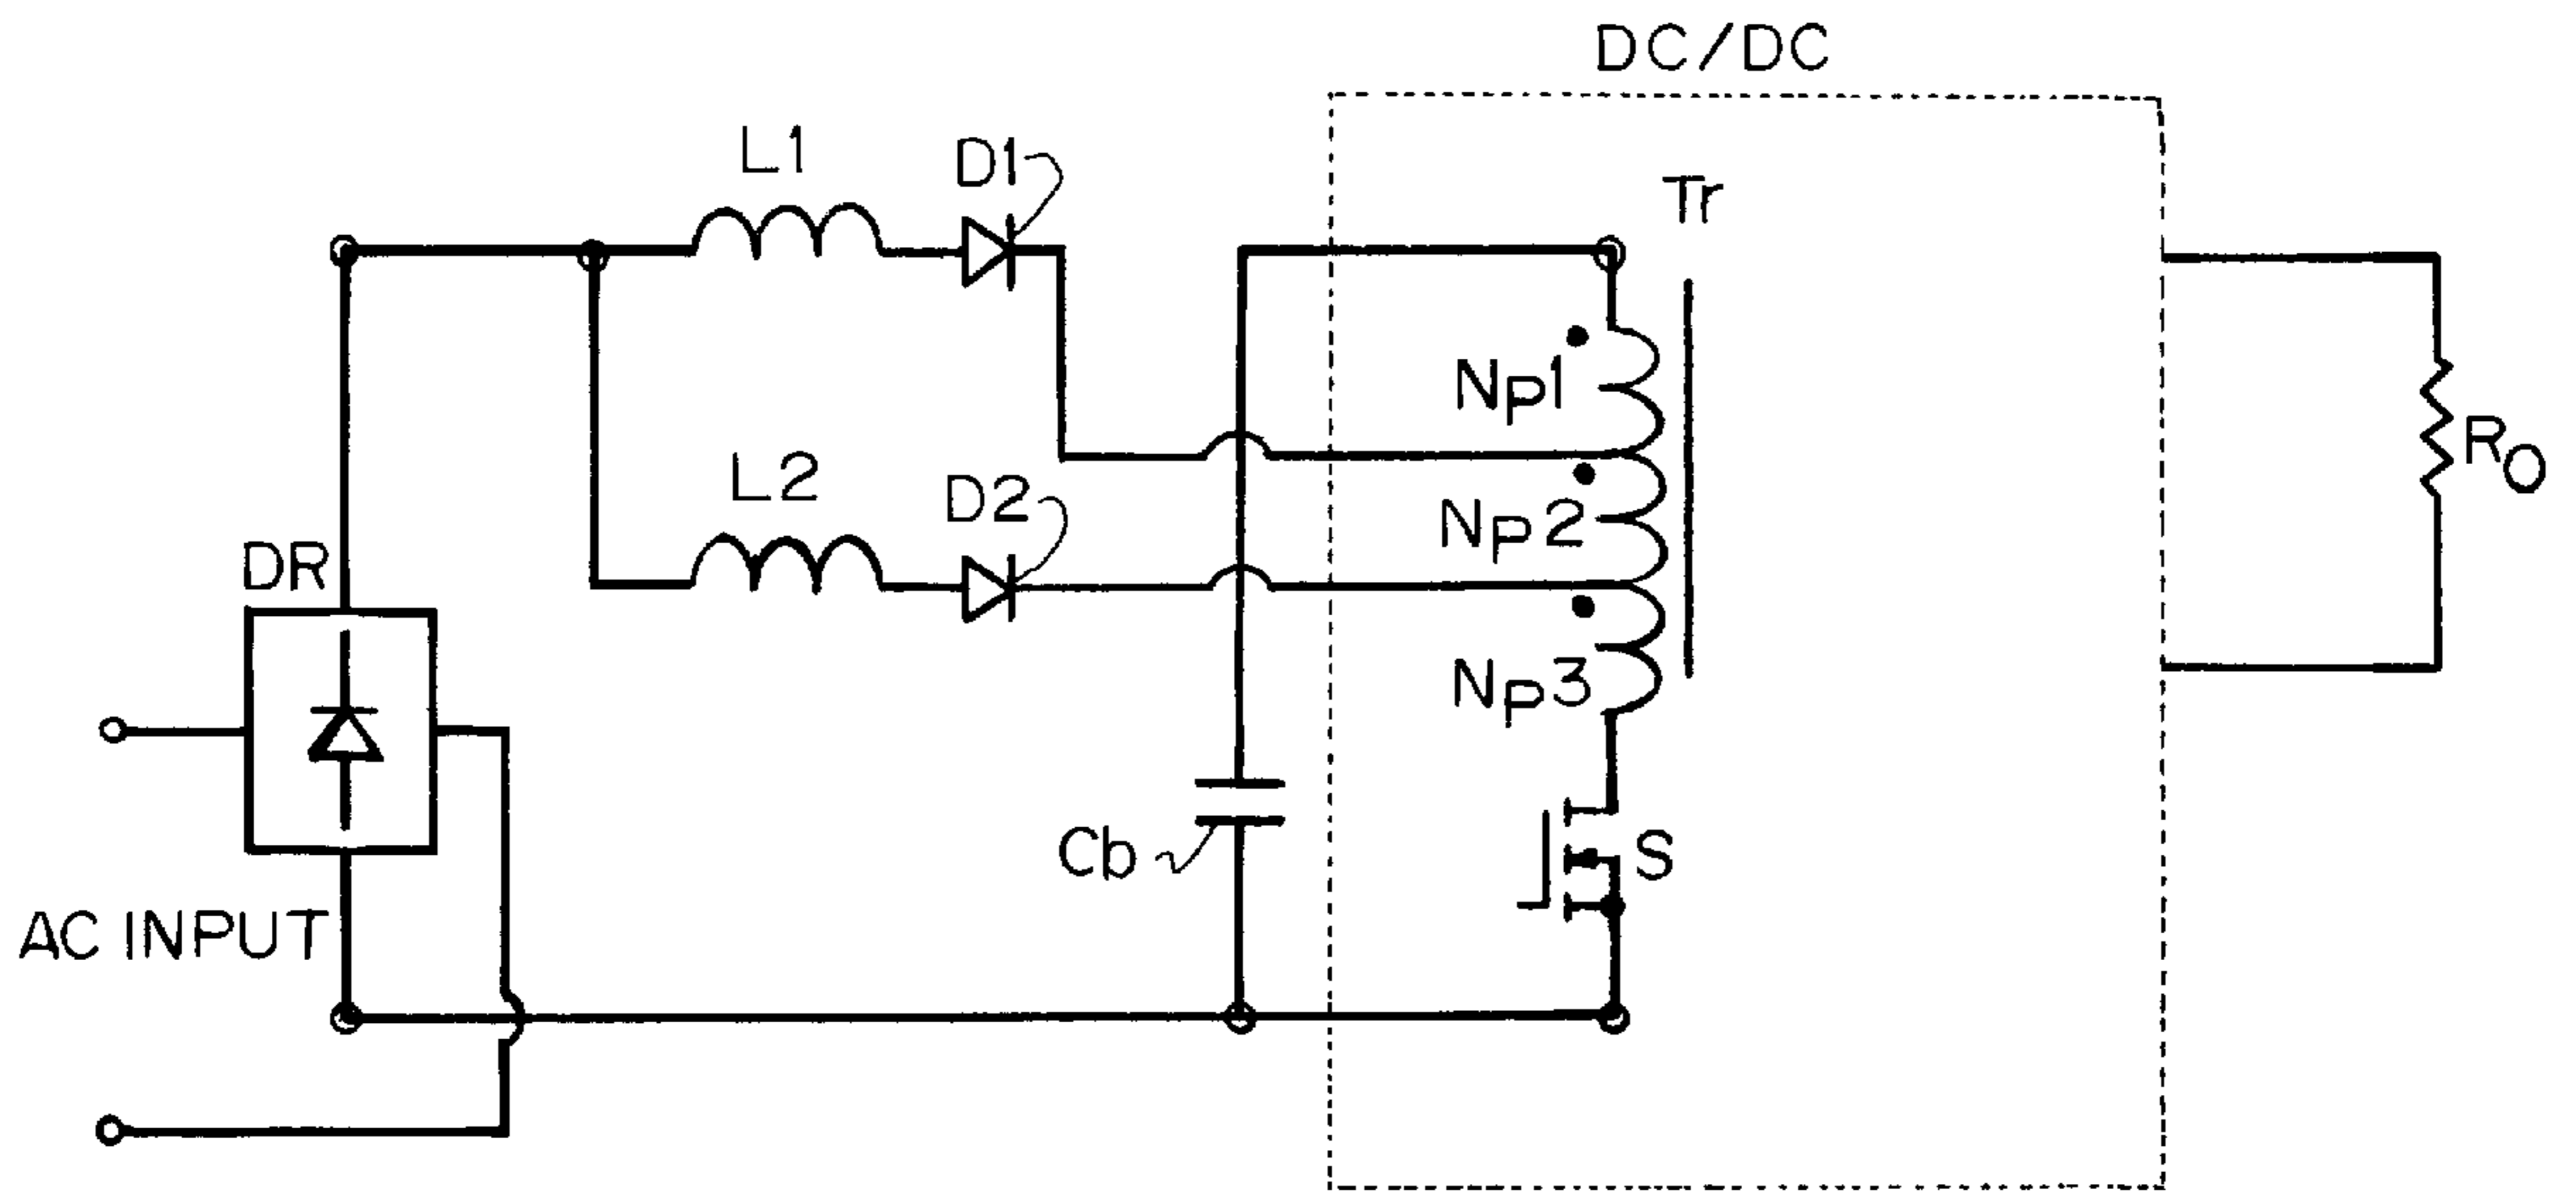 DC/DC
L1
D1
Tr
NP1
L2
D2
NP2
RO
DR
NP3
Cb
S
AC INPUT